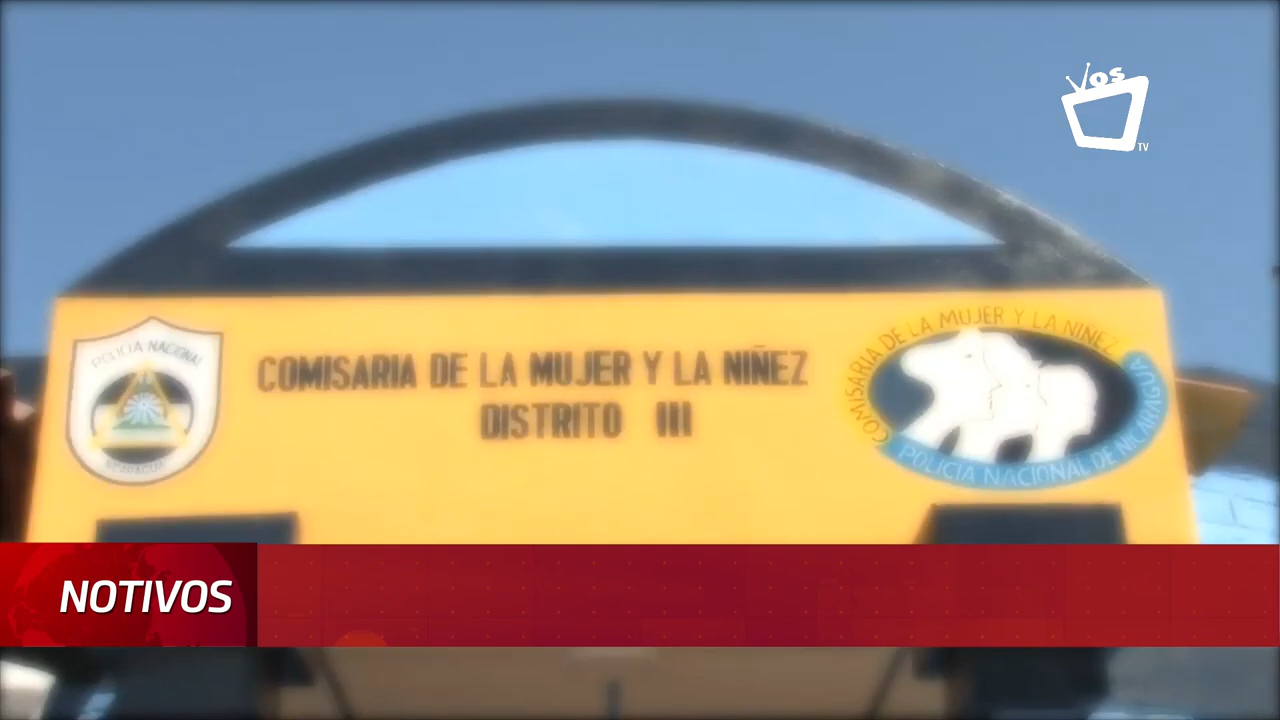 VOS
TV
POLICIA NACIONAL
NICARAGUA
COMISARIA DE LA MUJER Y LA NIÑEZ
DISTRITO III
COMISARIA DE LA MUJER Y LA NIÑEZ
POLICIA NACIONAL DE NICARAGUA
NOTIVOS